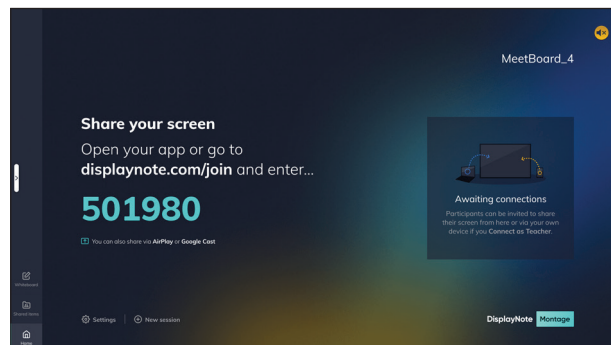 MeetBoard_4
Share your screen
Open your app or go to
displaynote.com/join and enter...
501980
You can also share via AirPlay or Google Cast
Awaiting connections
Participants can be invited to share
their screen from here or via your own
device if you Connect as Teacher.
Whiteboard
Shared items
Home
Settings
New session
DisplayNote Montage